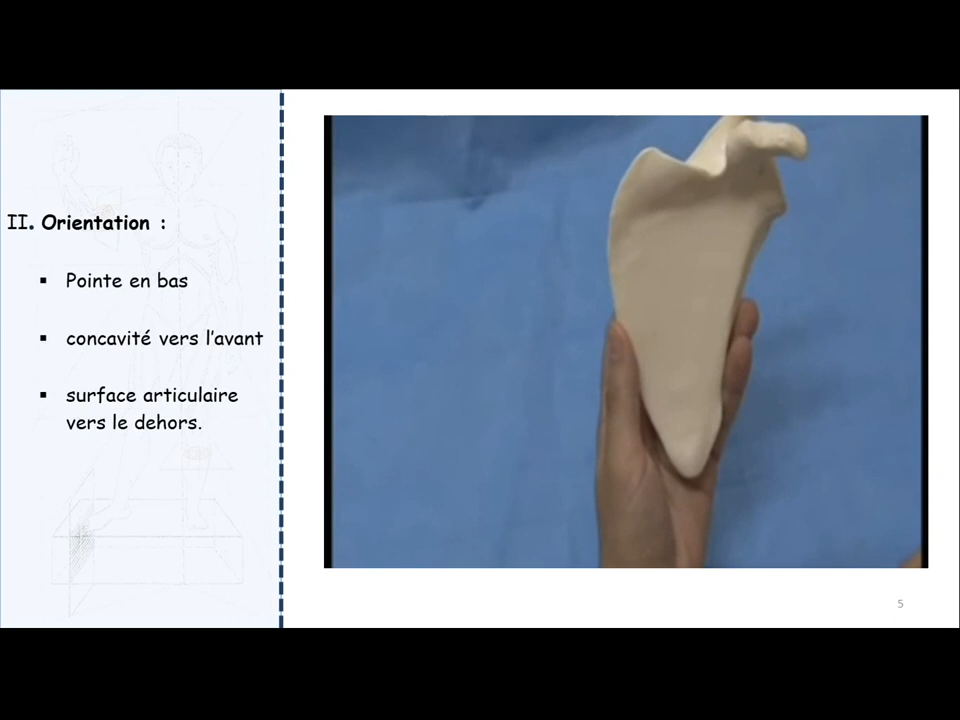 II. Orientation :
▪ Pointe en bas
▪ concavité vers l’avant
▪ surface articulaire
vers le dehors.
5